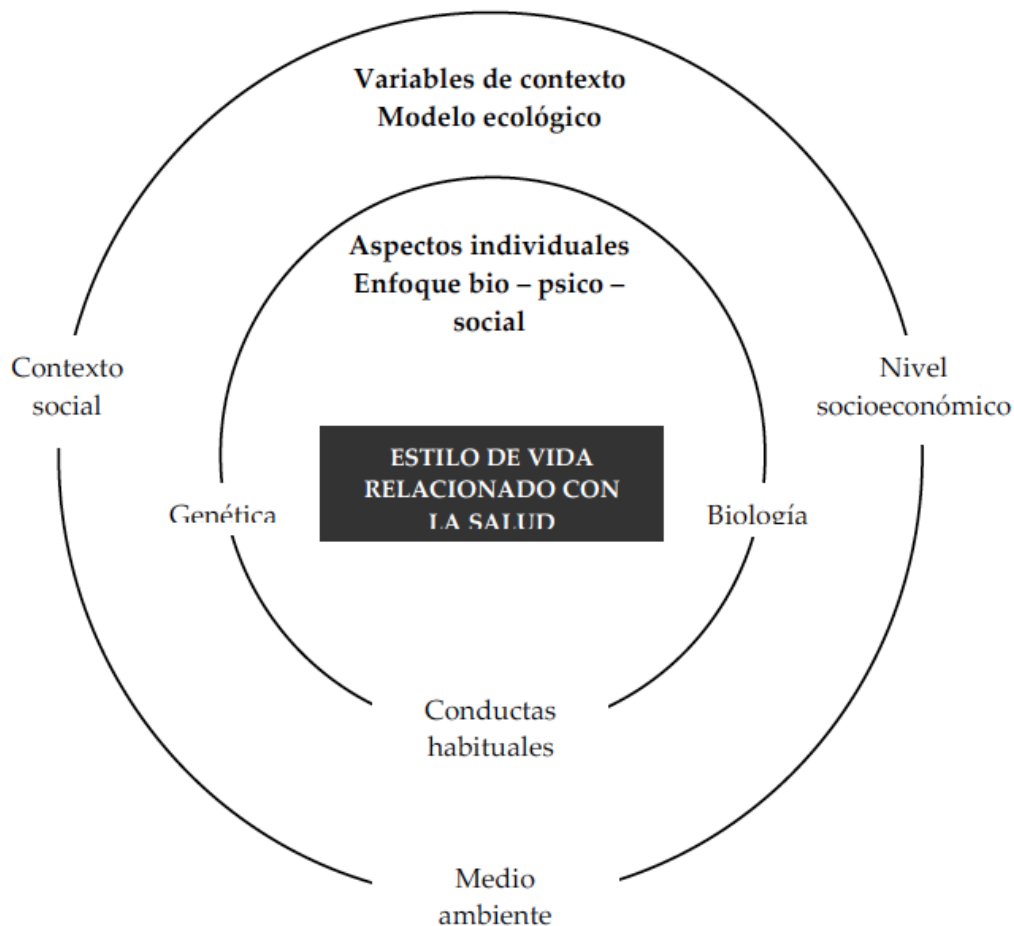 Variables de contexto
Modelo ecológico
Aspectos individuales
Enfoque bio – psico –
social
Contexto
social
Nivel
socioeconómico
ESTILO DE VIDA
RELACIONADO CON
LA SALUD
Genética
Biología
Conductas
habituales
Medio
ambiente